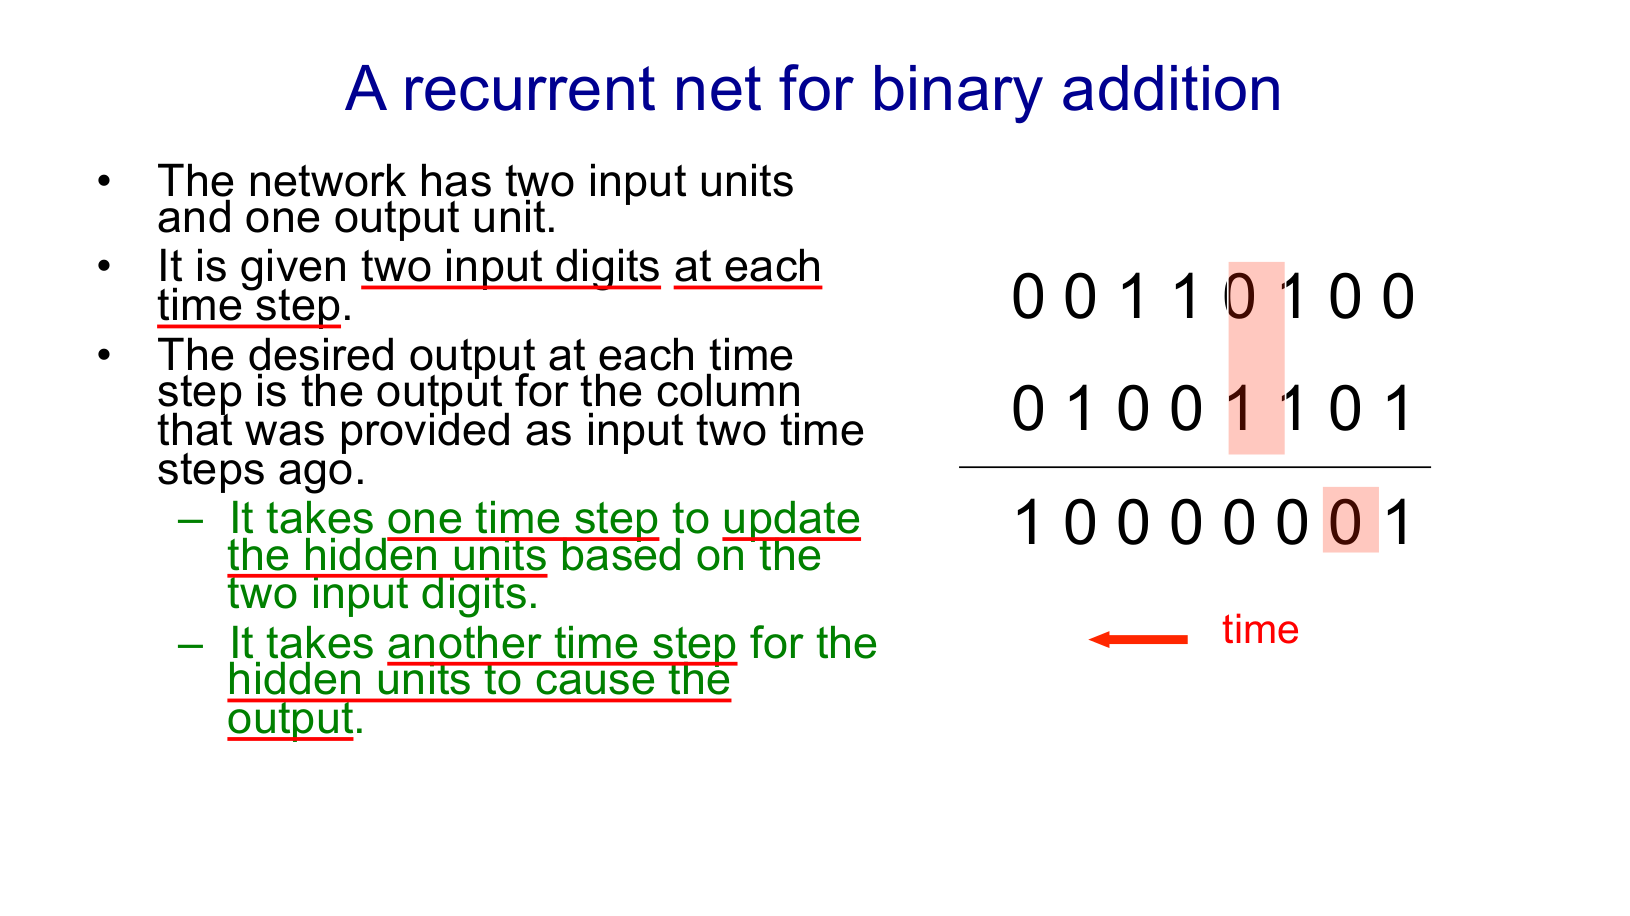 A recurrent net for binary addition
• The network has two input units
and one output unit.
• It is given two input digits at each
time step.
• The desired output at each time
step is the output for the column
that was provided as input two time
steps ago.
– It takes one time step to update
the hidden units based on the
two input digits.
– It takes another time step for the
hidden units to cause the
output.
0 0 1 1 0 1 0 0
0 1 0 0 1 1 0 1
1 0 0 0 0 0 0 1
time